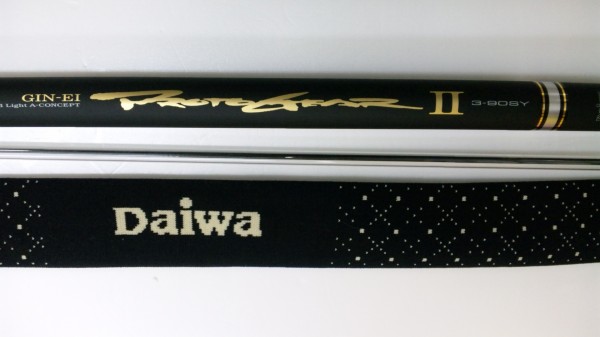 GIN-EI
Light A-CONCEPT
PROTOGEAR II 3-90SY
Daiwa